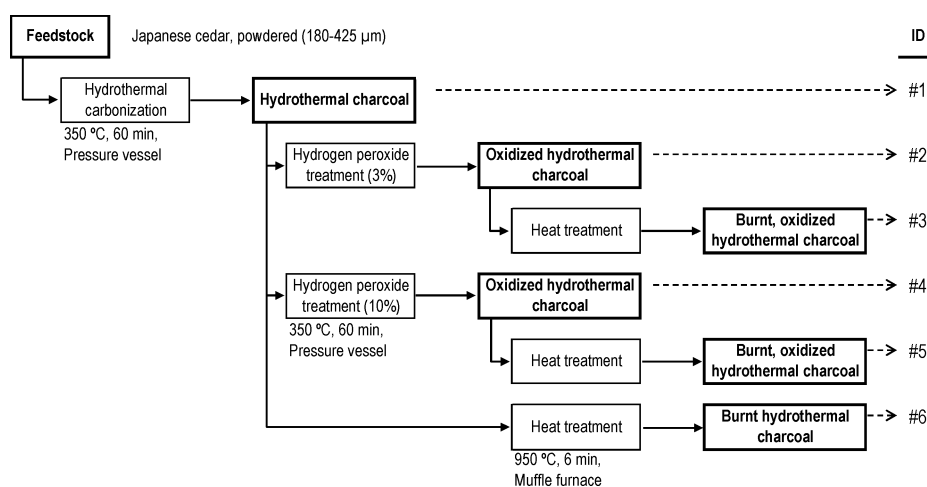 Feedstock
Japanese cedar, powdered (180-425 µm)
ID
Hydrothermal
carbonization
350 ºC, 60 min,
Pressure vessel
Hydrothermal charcoal
#1
Hydrogen peroxide
treatment (3%)
Oxidized hydrothermal
charcoal
#2
Heat treatment
Burnt, oxidized
hydrothermal charcoal
#3
Hydrogen peroxide
treatment (10%)
350 ºC, 60 min,
Pressure vessel
Oxidized hydrothermal
charcoal
#4
Heat treatment
Burnt, oxidized
hydrothermal charcoal
#5
Heat treatment
950 ºC, 6 min,
Muffle furnace
Burnt hydrothermal
charcoal
#6